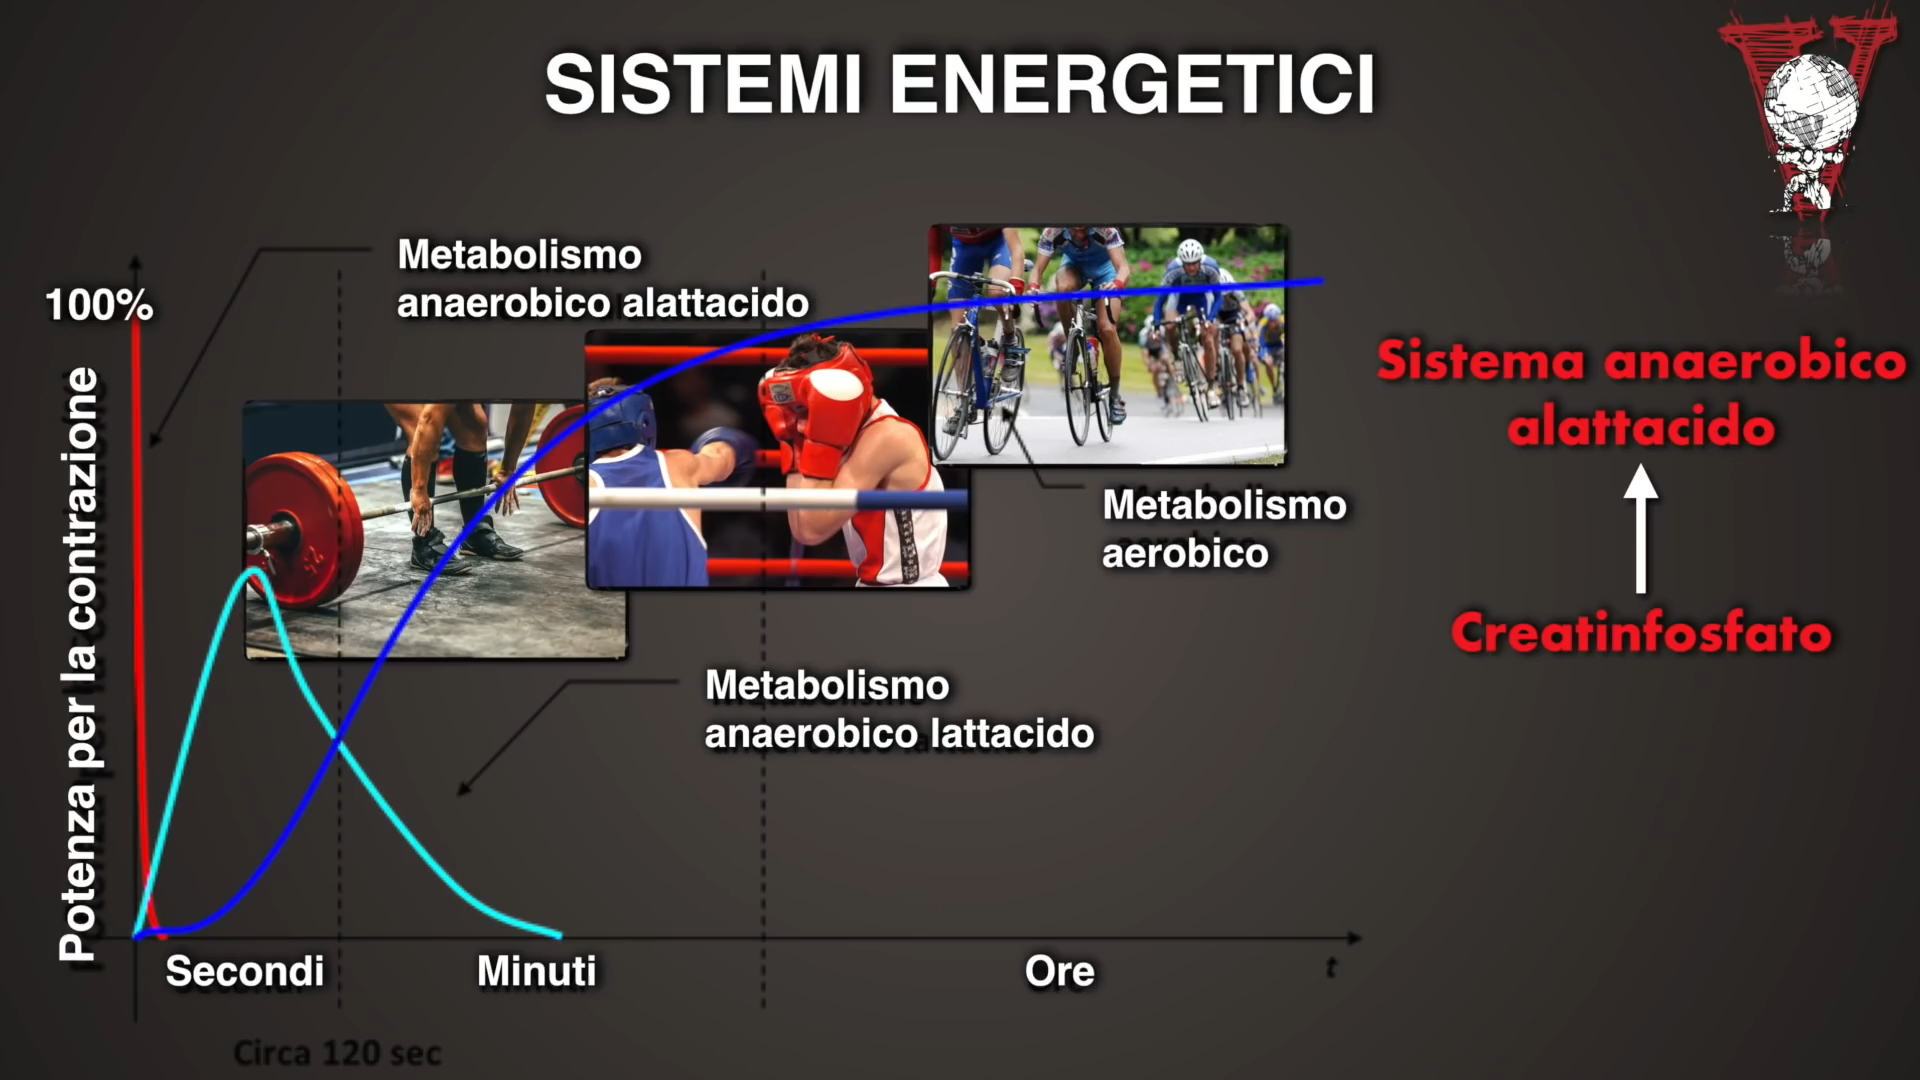 SISTEMI ENERGETICI
Metabolismo
anaerobico alattacido
100%
Potenza per la contrazione
Sistema anaerobico
alattacido
Metabolismo
aerobico
Creatinfosfato
Metabolismo
anaerobico lattacido
Secondi
Minuti
Ore
t
Circa 120 sec